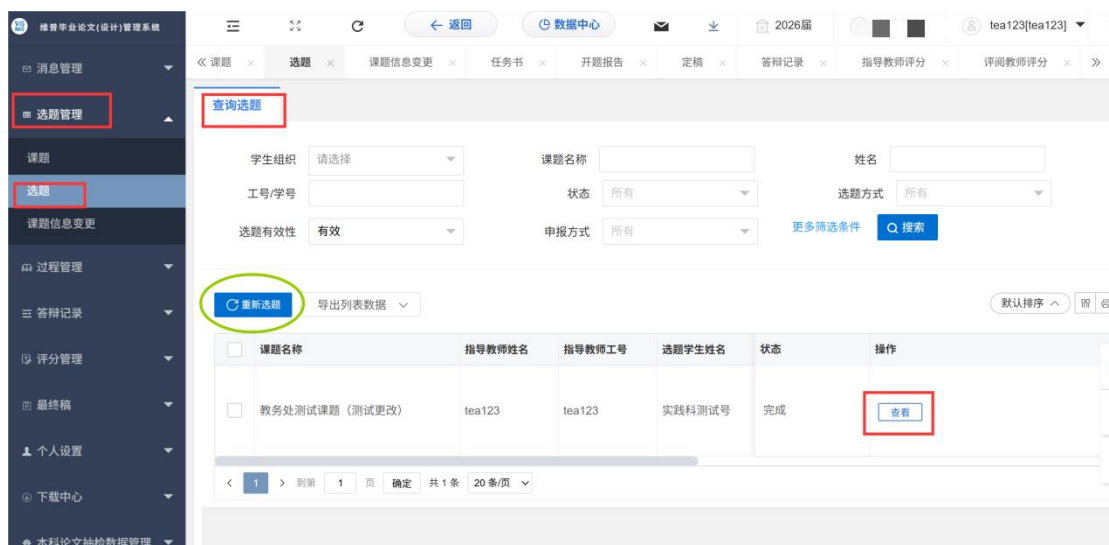 维普毕业论文(设计)管理系统
返回
数据中心
2026届
tea123[tea123]
消息管理
选题管理
课题
选题
课题信息变更
过程管理
答辩记录
评分管理
最终稿
个人设置
下载中心
本科论文抽检数据管理
课题 × 选题 × 课题信息变更 × 任务书 × 开题报告 × 定稿 × 答辩记录 × 指导教师评分 × 评阅教师评分 ×
查询选题
学生组织 请选择 课题名称 姓名
工号/学号 状态 所有 选题方式 所有
选题有效性 有效 申报方式 所有 更多筛选条件 搜索
重新选题 导出列表数据 默认排序
课题名称 指导教师姓名 指导教师工号 选题学生姓名 状态 操作
教务处测试课题（测试更改） tea123 tea123 实践科测试号 完成 查看
< 1 > 到第 1 页 确定 共 1 条 20 条/页